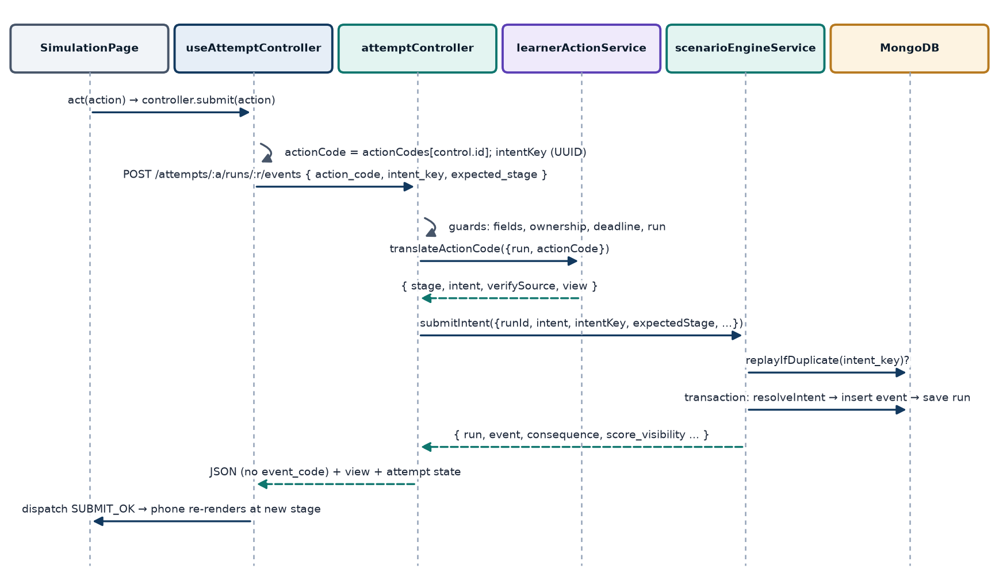 SimulationPage
useAttemptController
attemptController
learnerActionService
scenarioEngineService
MongoDB
act(action) → controller.submit(action)
actionCode = actionCodes[control.id]; intentKey (UUID)
POST /attempts/:a/runs/:r/events { action_code, intent_key, expected_stage }
guards: fields, ownership, deadline, run
translateActionCode({run, actionCode})
{ stage, intent, verifySource, view }
submitIntent({runId, intent, intentKey, expectedStage, ...})
replayIfDuplicate(intent_key)?
transaction: resolveIntent → insert event → save run
{ run, event, consequence, score_visibility ... }
JSON (no event_code) + view + attempt state
dispatch SUBMIT_OK → phone re-renders at new stage